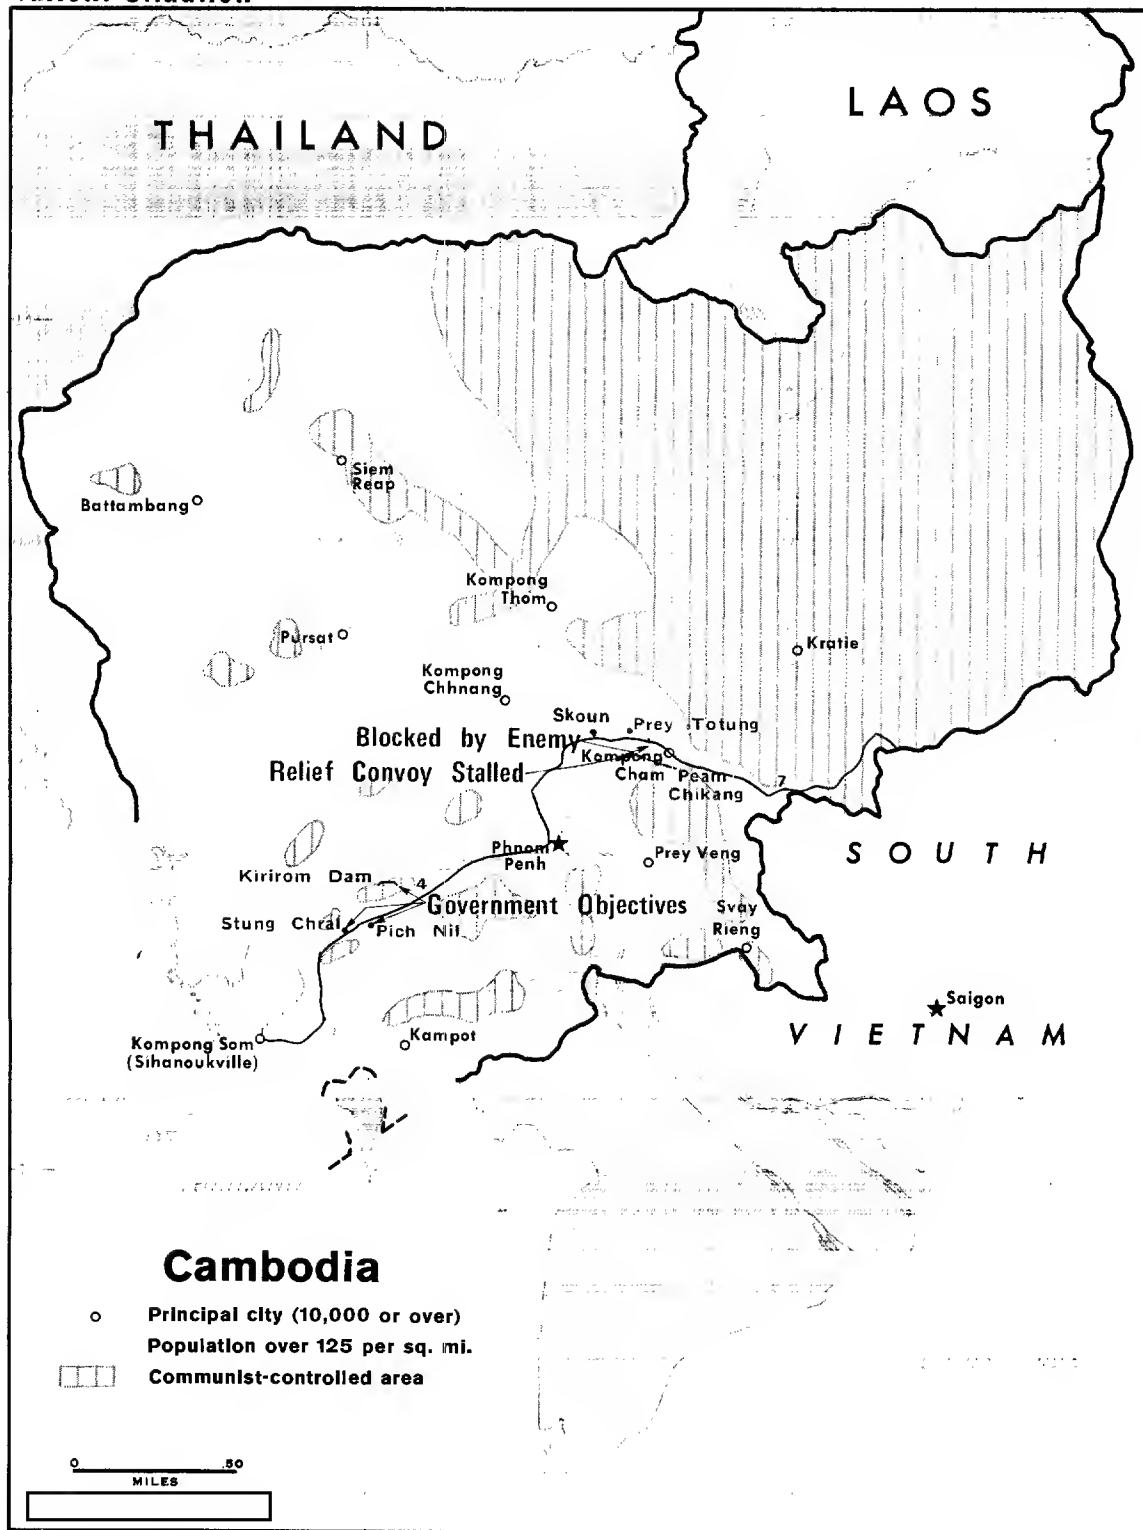 THAILAND
LAOS
Siem
Reap
Battambang
Kompong
Thom
Pursat
Kratie
Kompong
Chhnang
Skoun
Prey Totung
Blocked by Enemy
Kompong
Cham
Relief Convoy Stalled
Peam
Chikang
7
Phnom
Penh
Prey Veng
SOUTH
Kirirom Dam
4
Government Objectives
Svay
Rieng
Stung Chral
Pich Nil
Saigon
VIETNAM
Kompong Som
(Sihanoukville)
Kampot
Cambodia
Principal city (10,000 or over)
Population over 125 per sq. mi.
Communist-controlled area
0 50
MILES